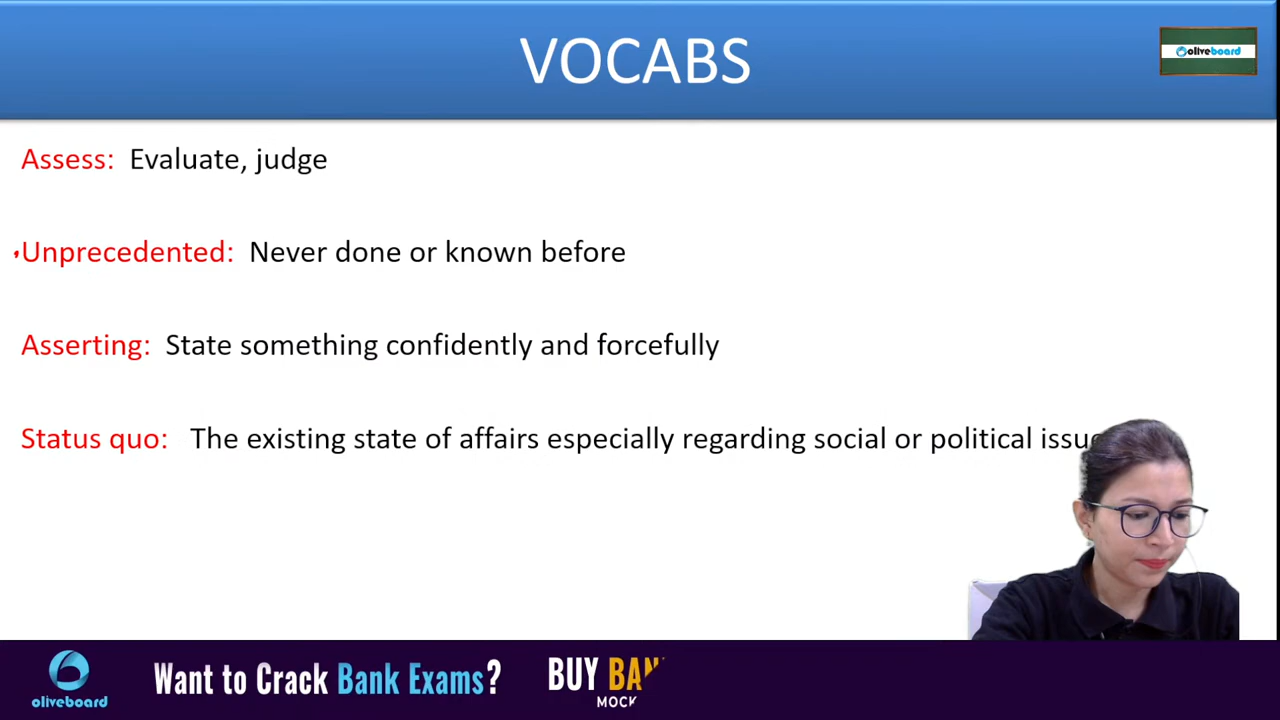 VOCABS
oliveboard
Assess: Evaluate, judge
Unprecedented: Never done or known before
Asserting: State something confidently and forcefully
Status quo: The existing state of affairs especially regarding social or political
oliveboard
Want to Crack Bank Exams?
BUY
MOCK